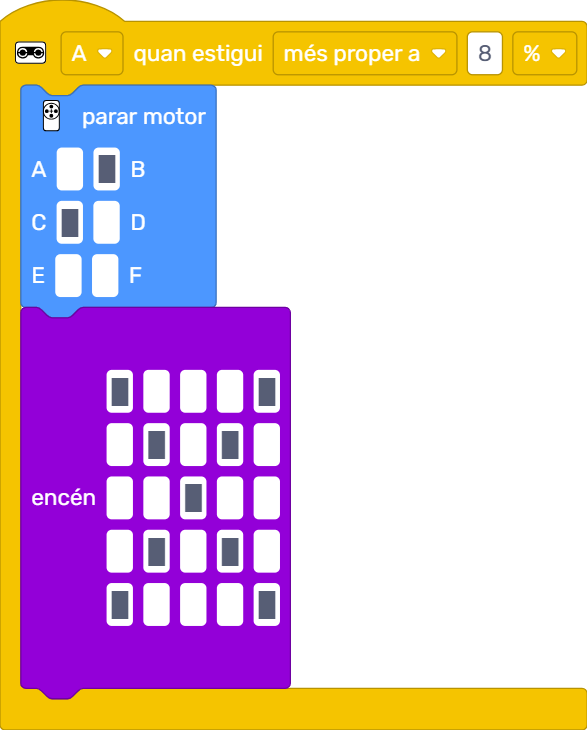 A quan estigui més proper a 8 %
parar motor
A B
C D
E F
encén